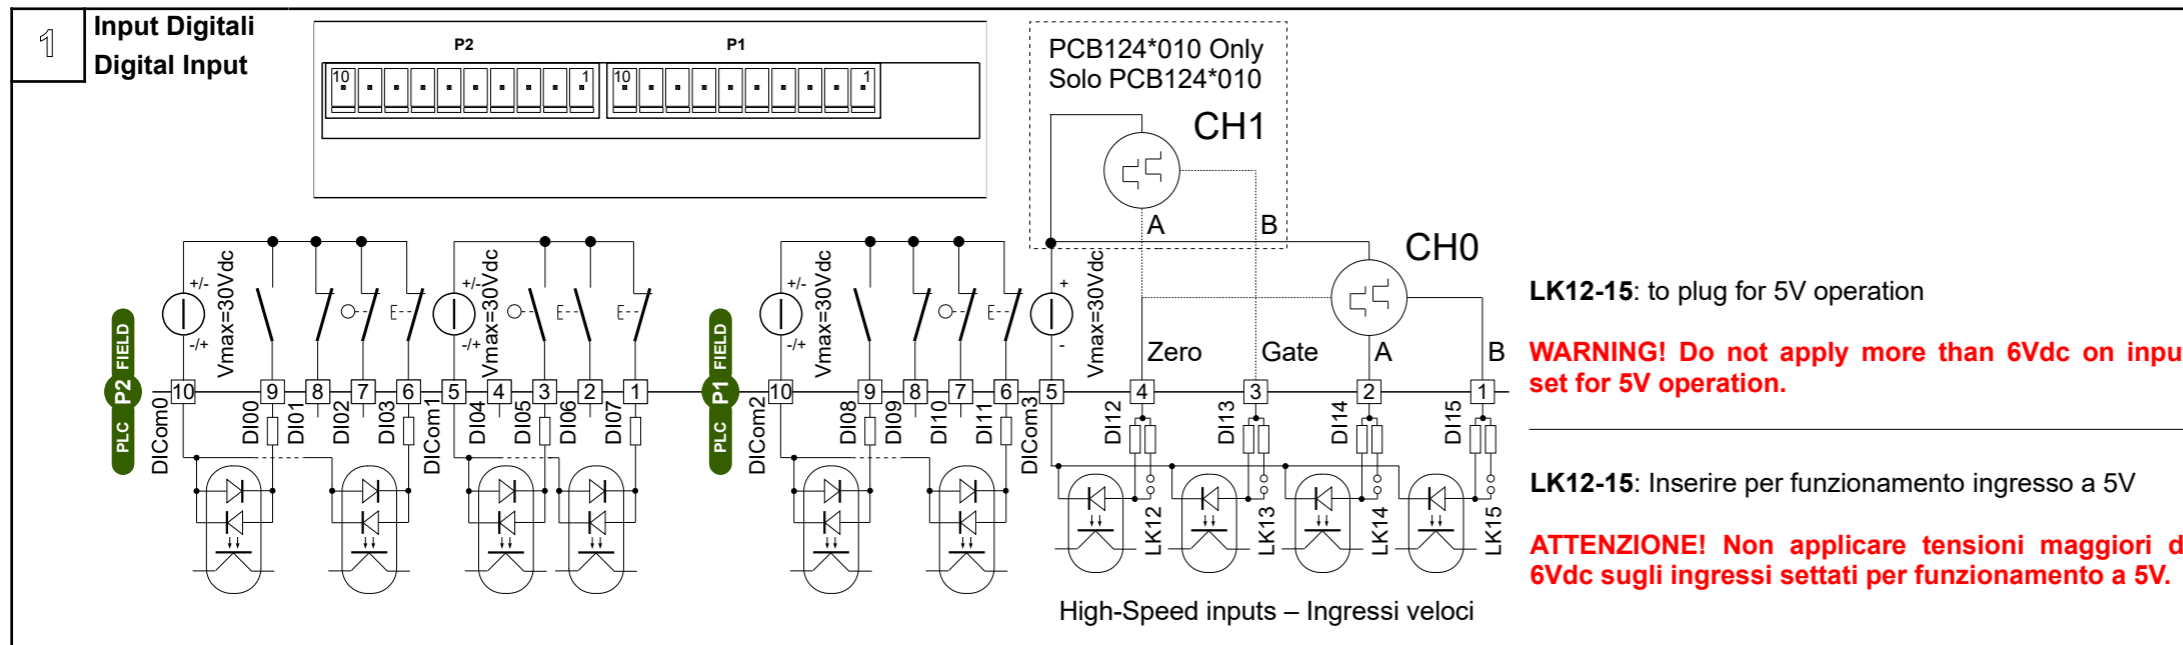 1
Input Digitali
Digital Input
P2
P1
10 1
10 1
PCB124*010 Only
Solo PCB124*010
CH1
A
B
CH0
+/-
-/+
Vmax=30Vdc
+/-
-/+
Vmax=30Vdc
+/-
-/+
Vmax=30Vdc
+
-
Vmax=30Vdc
Zero
Gate
A
B
PLC P2 FIELD
10 9 8 7 6 5 4 3 2 1
PLC P1 FIELD
10 9 8 7 6 5 4 3 2 1
DICom0
DI00
DI01
DI02
DI03
DICom1
DI04
DI05
DI06
DI07
DICom2
DI08
DI09
DI10
DI11
DICom3
DI12
DI13
DI14
DI15
LK12
LK13
LK14
LK15
High-Speed inputs – Ingressi veloci
LK12-15: to plug for 5V operation
WARNING! Do not apply more than 6Vdc on inpu
set for 5V operation.
LK12-15: Inserire per funzionamento ingresso a 5V
ATTENZIONE! Non applicare tensioni maggiori d
6Vdc sugli ingressi settati per funzionamento a 5V.